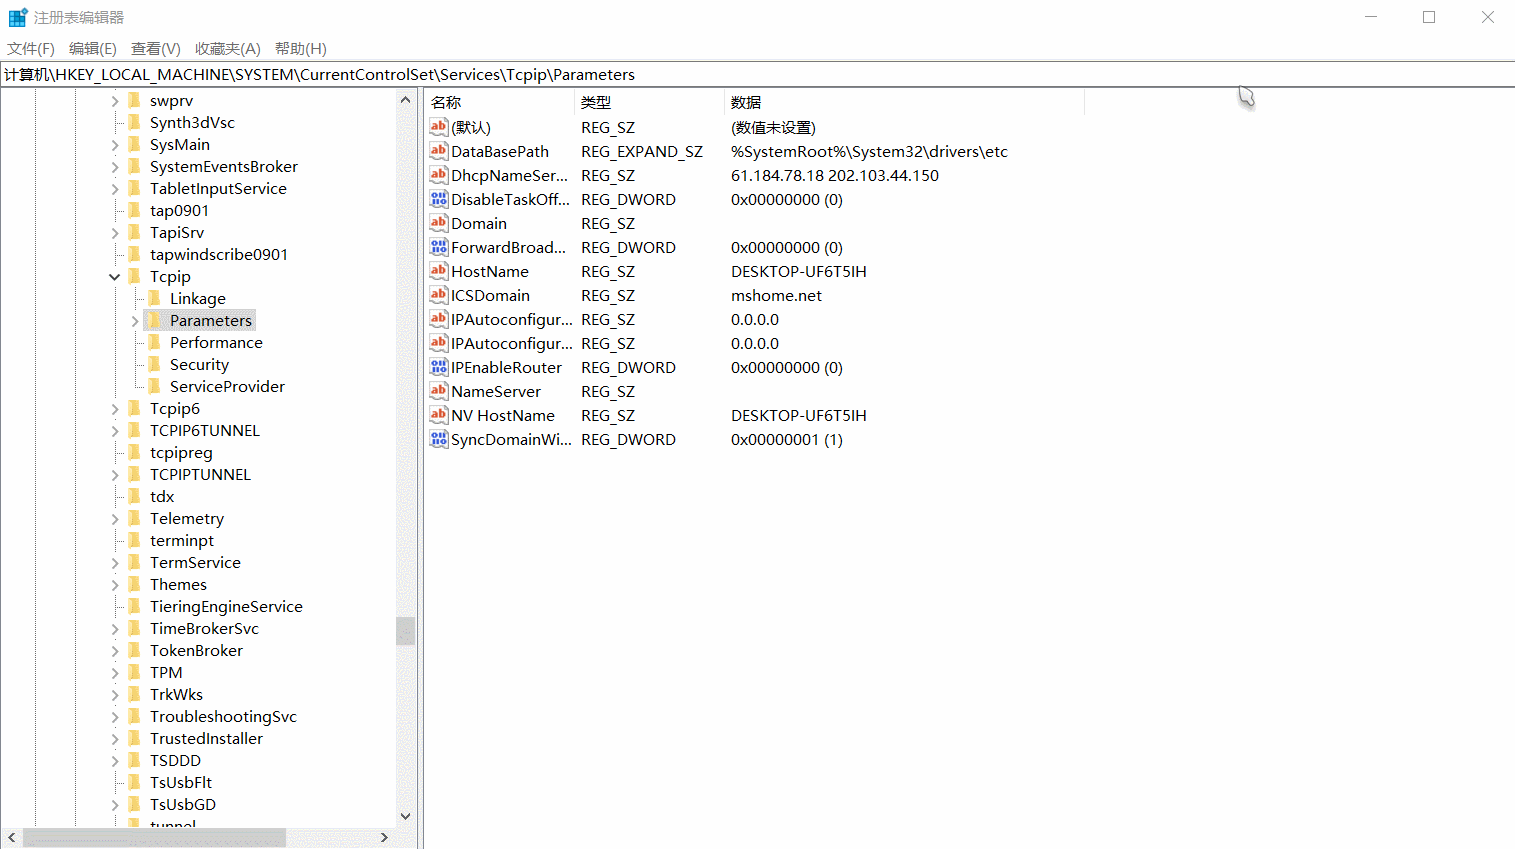 注册表编辑器
文件(F) 编辑(E) 查看(V) 收藏夹(A) 帮助(H)
计算机\HKEY_LOCAL_MACHINE\SYSTEM\CurrentControlSet\Services\Tcpip\Parameters
swprv
Synth3dVsc
SysMain
SystemEventsBroker
TabletInputService
tap0901
TapiSrv
tapwindscribe0901
Tcpip
Linkage
Parameters
Performance
Security
ServiceProvider
Tcpip6
TCPIP6TUNNEL
tcpipreg
TCPIPTUNNEL
tdx
Telemetry
terminpt
TermService
Themes
TieringEngineService
TimeBrokerSvc
TokenBroker
TPM
TrkWks
TroubleshootingSvc
TrustedInstaller
TSDDD
TsUsbFlt
TsUsbGD
tunnel
名称 类型 数据
(默认) REG_SZ (数值未设置)
DataBasePath REG_EXPAND_SZ %SystemRoot%\System32\drivers\etc
DhcpNameSer... REG_SZ 61.184.78.18 202.103.44.150
DisableTaskOff... REG_DWORD 0x00000000 (0)
Domain REG_SZ
ForwardBroad... REG_DWORD 0x00000000 (0)
HostName REG_SZ DESKTOP-UF6T5IH
ICSDomain REG_SZ mshome.net
IPAutoconfigur... REG_SZ 0.0.0.0
IPAutoconfigur... REG_SZ 0.0.0.0
IPEnableRouter REG_DWORD 0x00000000 (0)
NameServer REG_SZ
NV HostName REG_SZ DESKTOP-UF6T5IH
SyncDomainWi... REG_DWORD 0x00000001 (1)